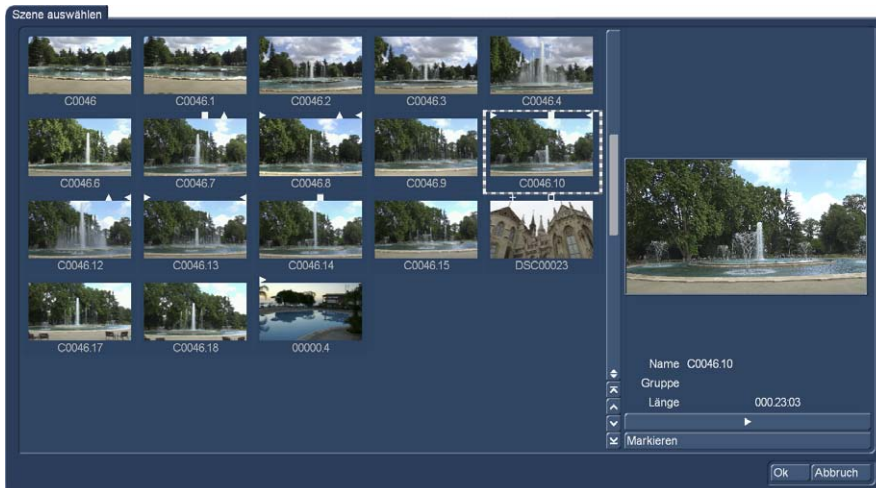 Szene auswählen
C0046
C0046.1
C0046.2
C0046.3
C0046.4
C0046.6
C0046.7
C0046.8
C0046.9
C0046.10
C0046.12
C0046.13
C0046.14
C0046.15
DSC00023
C0046.17
C0046.18
00000.4
Name C0046.10
Gruppe
Länge 000.23:03
Markieren
Ok Abbruch